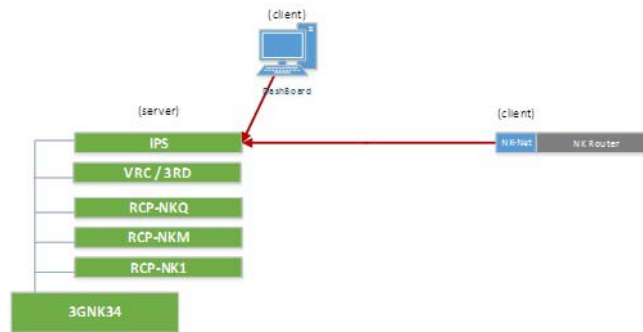 (client)
DashBoard
(server)
(client)
IPS
NK-Net
NK Router
VRC / 3RD
RCP-NKQ
RCP-NKM
RCP-NK1
3GNK34